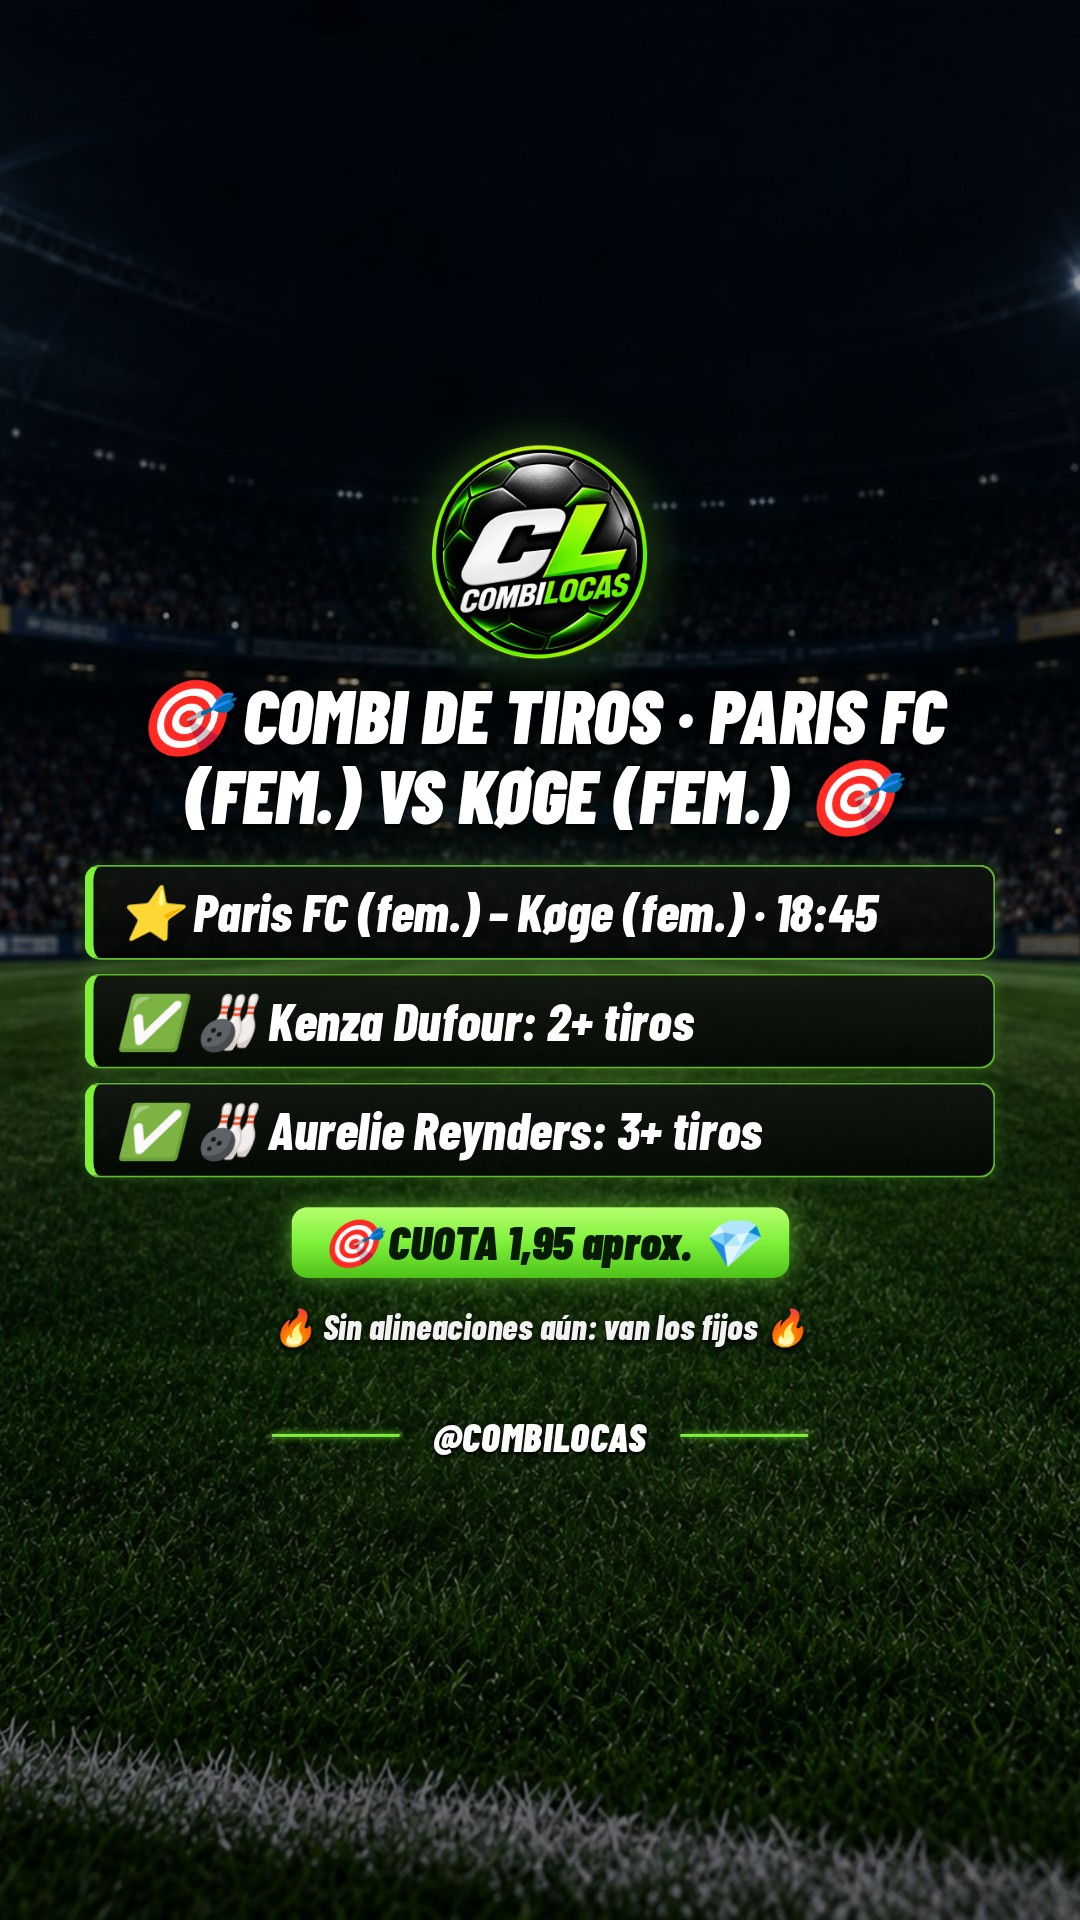 CL
COMBILOCAS
🎯 COMBI DE TIROS · PARIS FC
(FEM.) VS KØGE (FEM.) 🎯
⭐ Paris FC (fem.) – Køge (fem.) · 18:45
✅ 🎳 Kenza Dufour: 2+ tiros
✅ 🎳 Aurelie Reynders: 3+ tiros
🎯 CUOTA 1,95 aprox. 💎
🔥 Sin alineaciones aún: van los fijos 🔥
@COMBILOCAS